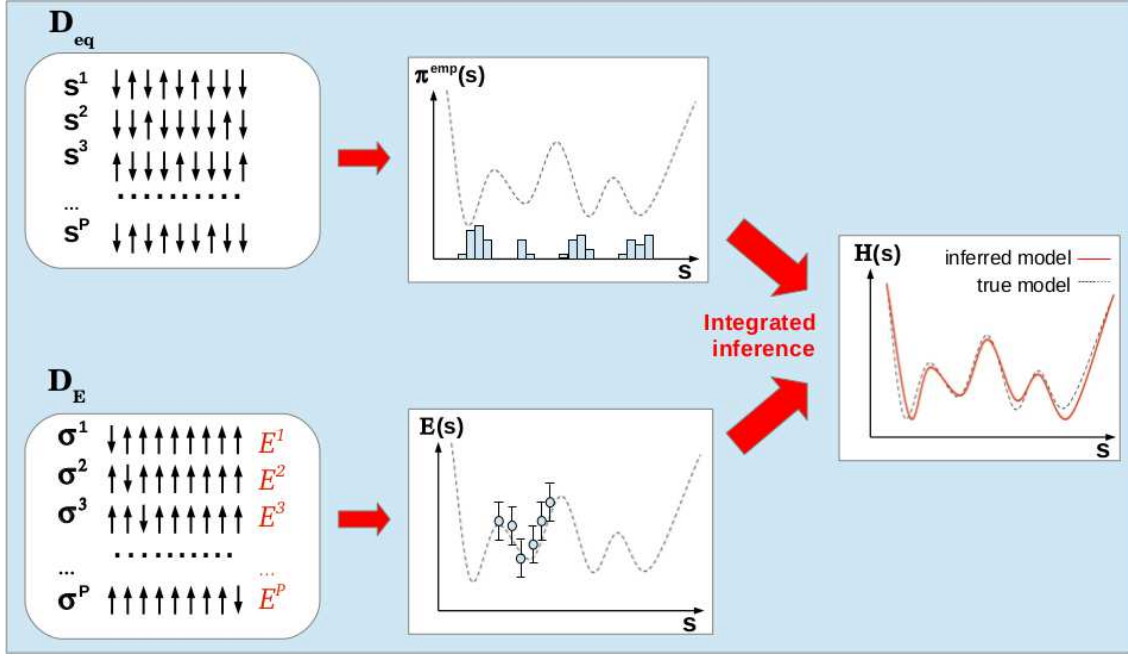 D_eq
s^1 ↓↑↓↑↓↑↓↓↓
s^2 ↓↓↑↓↓↓↓↑↓
s^3 ↑↓↓↓↑↓↓↓↑
... ..........
s^P ↓↑↓↑↓↓↑↓↓
π^emp(s)
s
D_E
σ^1 ↓↑↑↑↑↑↑↑↑ E^1
σ^2 ↑↓↑↑↑↑↑↑↑ E^2
σ^3 ↑↑↓↑↑↑↑↑↑ E^3
... .......... ...
σ^P ↑↑↑↑↑↑↑↑↓ E^P
E(s)
s
Integrated
inference
H(s)
inferred model
true model
s